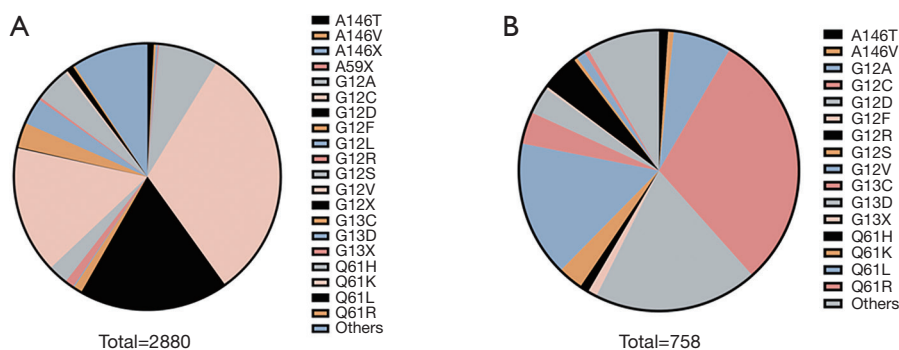 A
A146T
A146V
A146X
A59X
G12A
G12C
G12D
G12F
G12L
G12R
G12S
G12V
G12X
G13C
G13D
G13X
Q61H
Q61K
Q61L
Q61R
Others
Total=2880
B
A146T
A146V
G12A
G12C
G12D
G12F
G12R
G12S
G12V
G13C
G13D
G13X
Q61H
Q61K
Q61L
Q61R
Others
Total=758